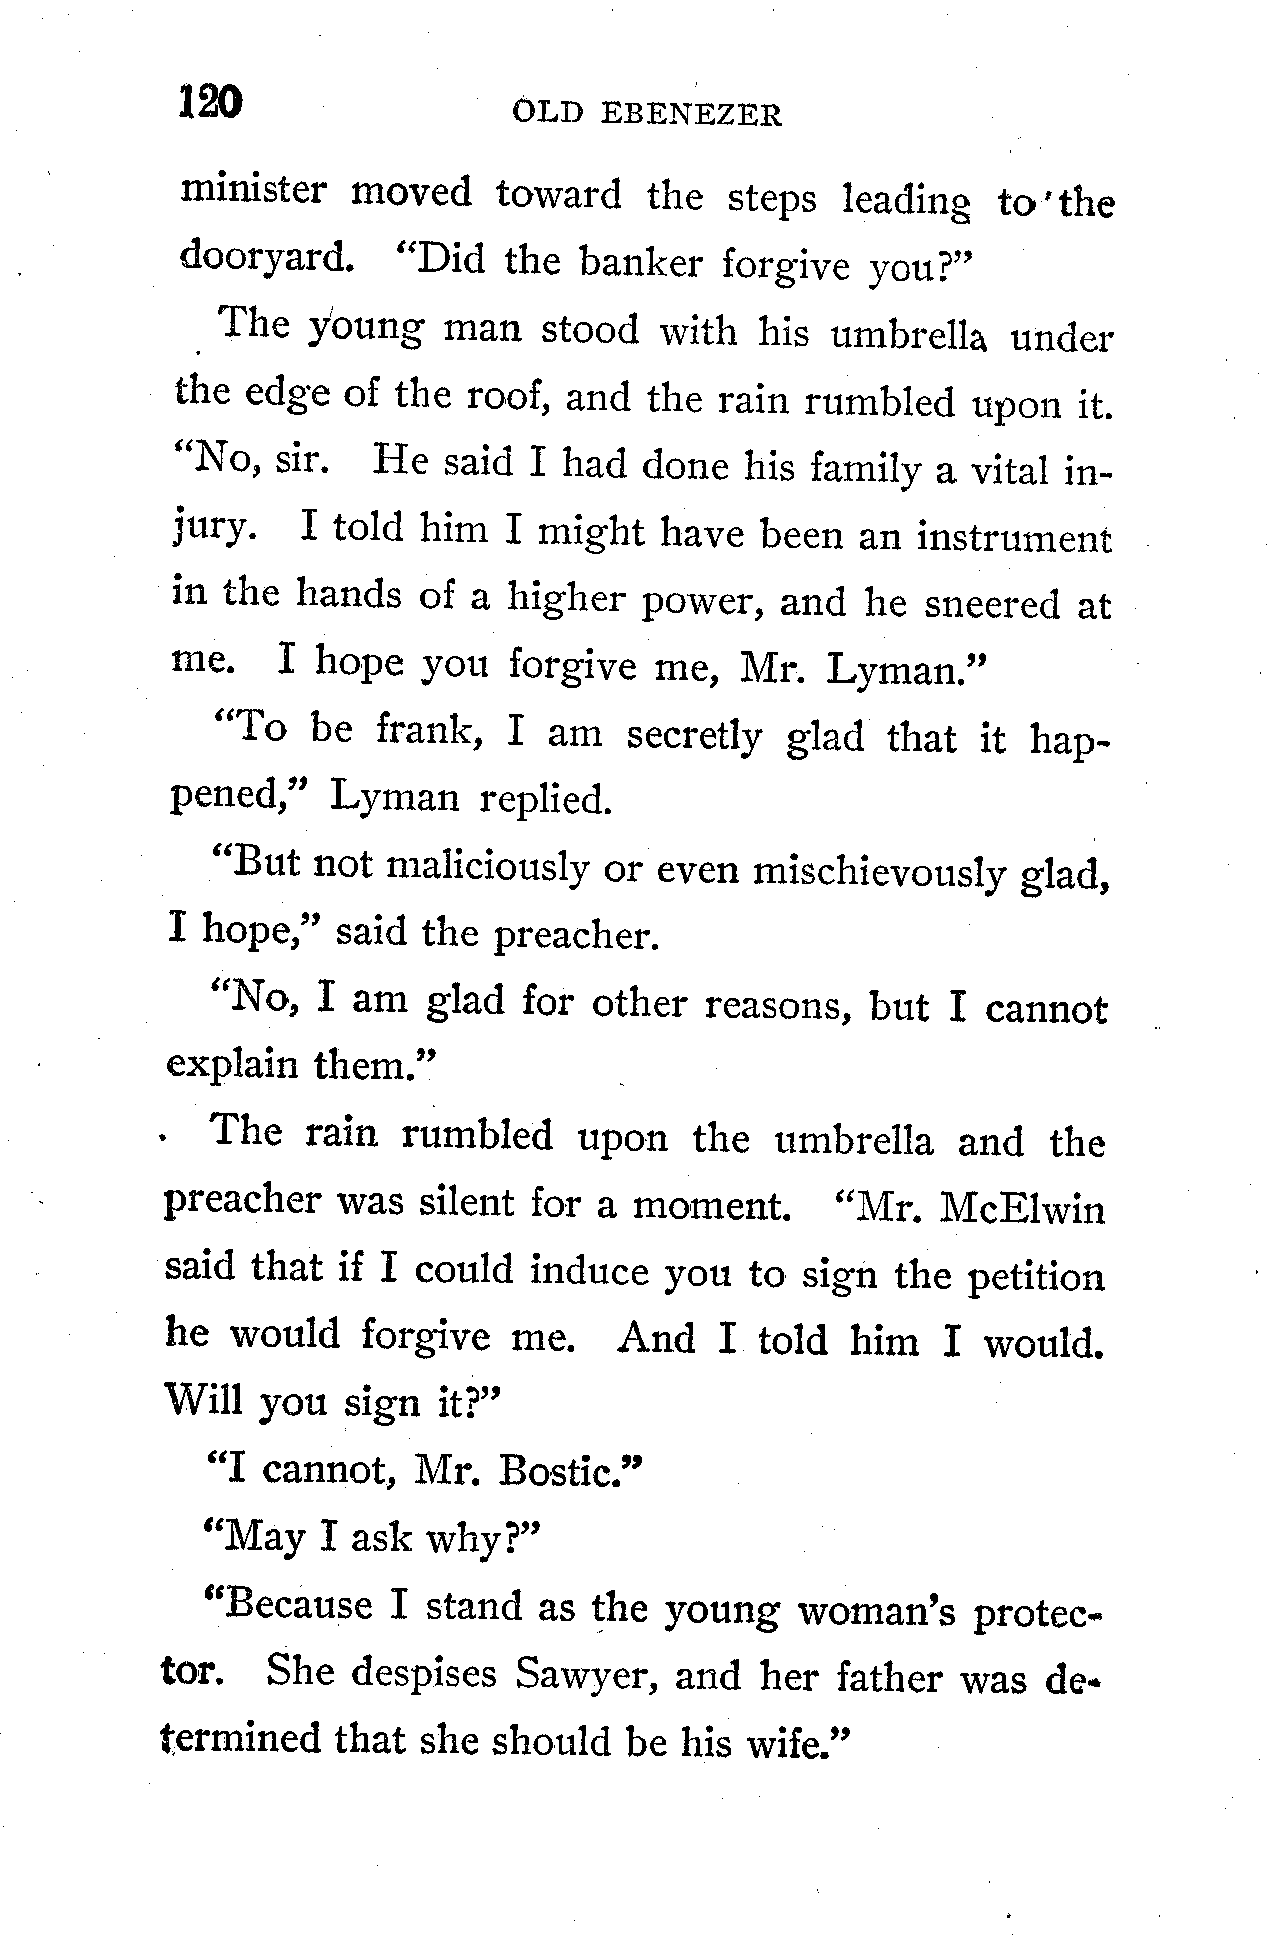 120 OLD EBENEZER
minister moved toward the steps leading to the
dooryard. “Did the banker forgive you?”
The young man stood with his umbrella under
the edge of the roof, and the rain rumbled upon it.
“No, sir. He said I had done his family a vital in-
jury. I told him I might have been an instrument
in the hands of a higher power, and he sneered at
me. I hope you forgive me, Mr. Lyman.”
“To be frank, I am secretly glad that it hap-
pened,” Lyman replied.
“But not maliciously or even mischievously glad,
I hope,” said the preacher.
“No, I am glad for other reasons, but I cannot
explain them.”
The rain rumbled upon the umbrella and the
preacher was silent for a moment. “Mr. McElwin
said that if I could induce you to sign the petition
he would forgive me. And I told him I would.
Will you sign it?”
“I cannot, Mr. Bostic.”
“May I ask why?”
“Because I stand as the young woman’s protec-
tor. She despises Sawyer, and her father was de-
termined that she should be his wife.”